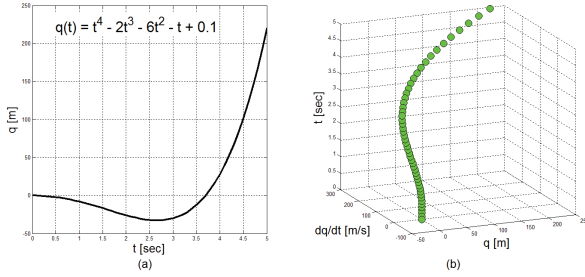 q(t) = t⁴ - 2t³ - 6t² - t + 0.1
250
200
150
100
50
0
-50
q [m]
0 0.5 1 1.5 2 2.5 3 3.5 4 4.5 5
t [sec]
(a)
5
4.5
4
3.5
3
2.5
2
1.5
1
0.5
0
t [sec]
300
200
100
0
-100
dq/dt [m/s]
-50 0 50 100 150 200 250
q [m]
(b)